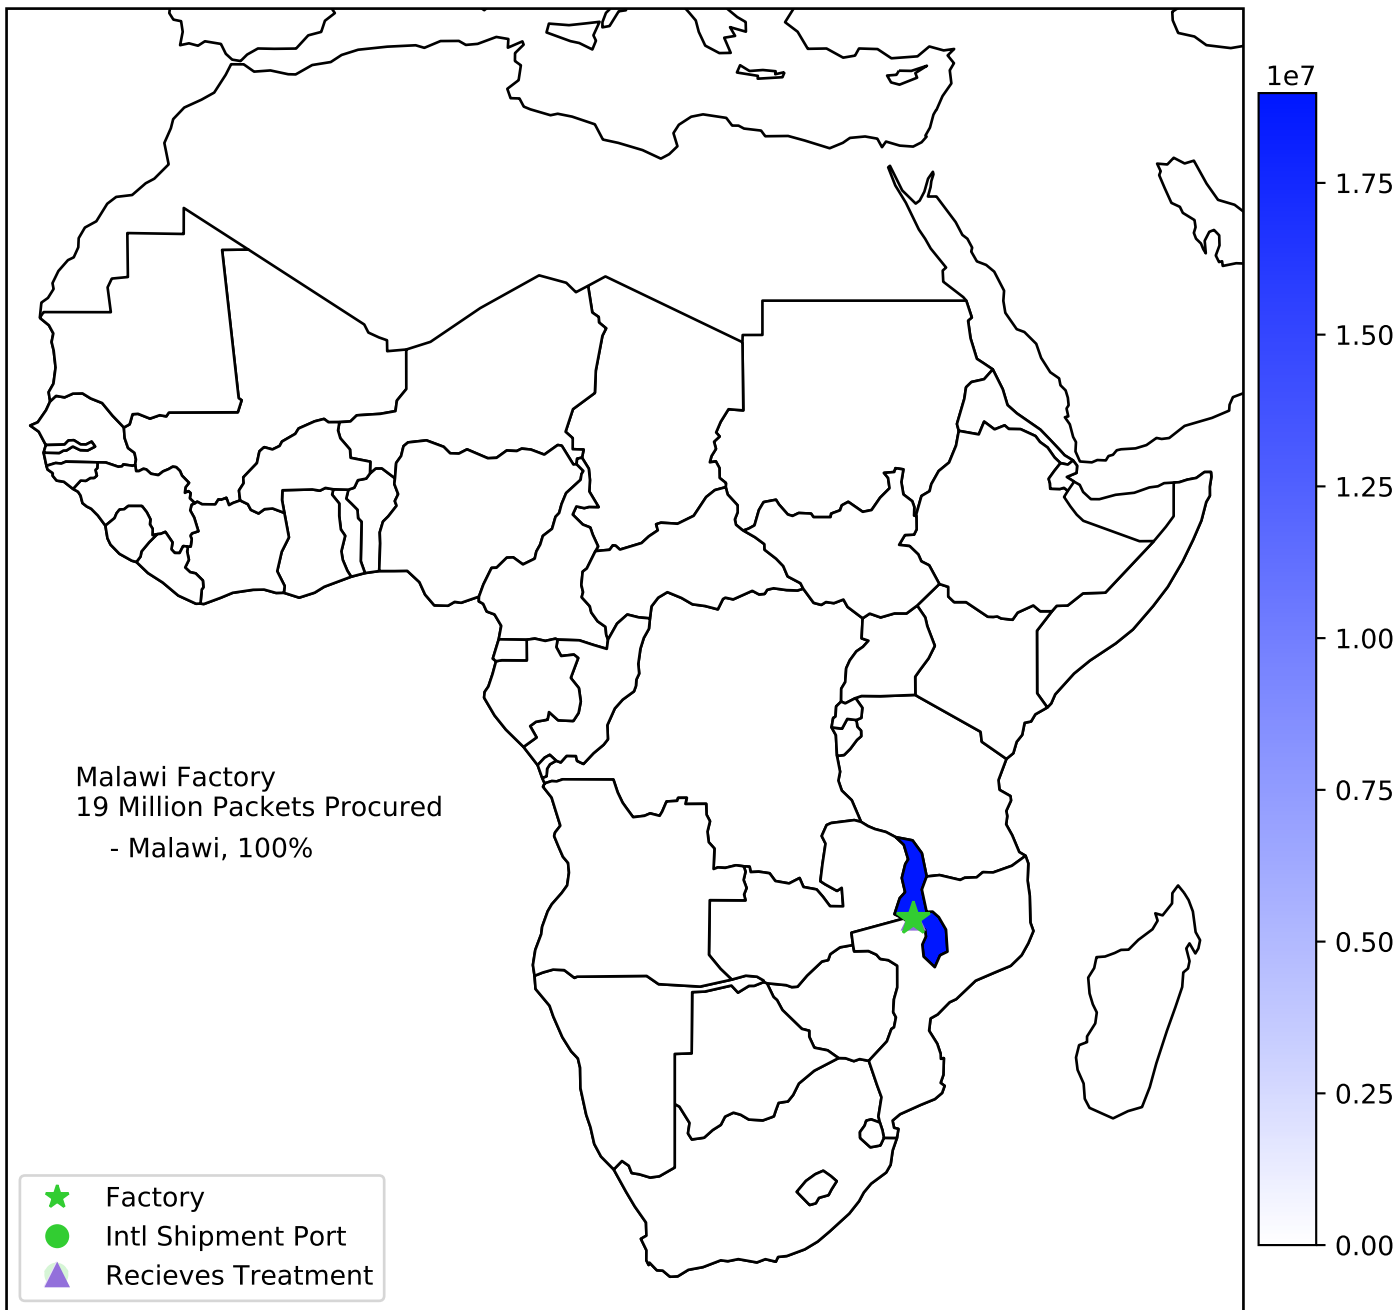 1e7
1.75
1.50
1.25
1.00
0.75
0.50
0.25
0.00
Malawi Factory
19 Million Packets Procured
- Malawi, 100%
Factory
Intl Shipment Port
Recieves Treatment